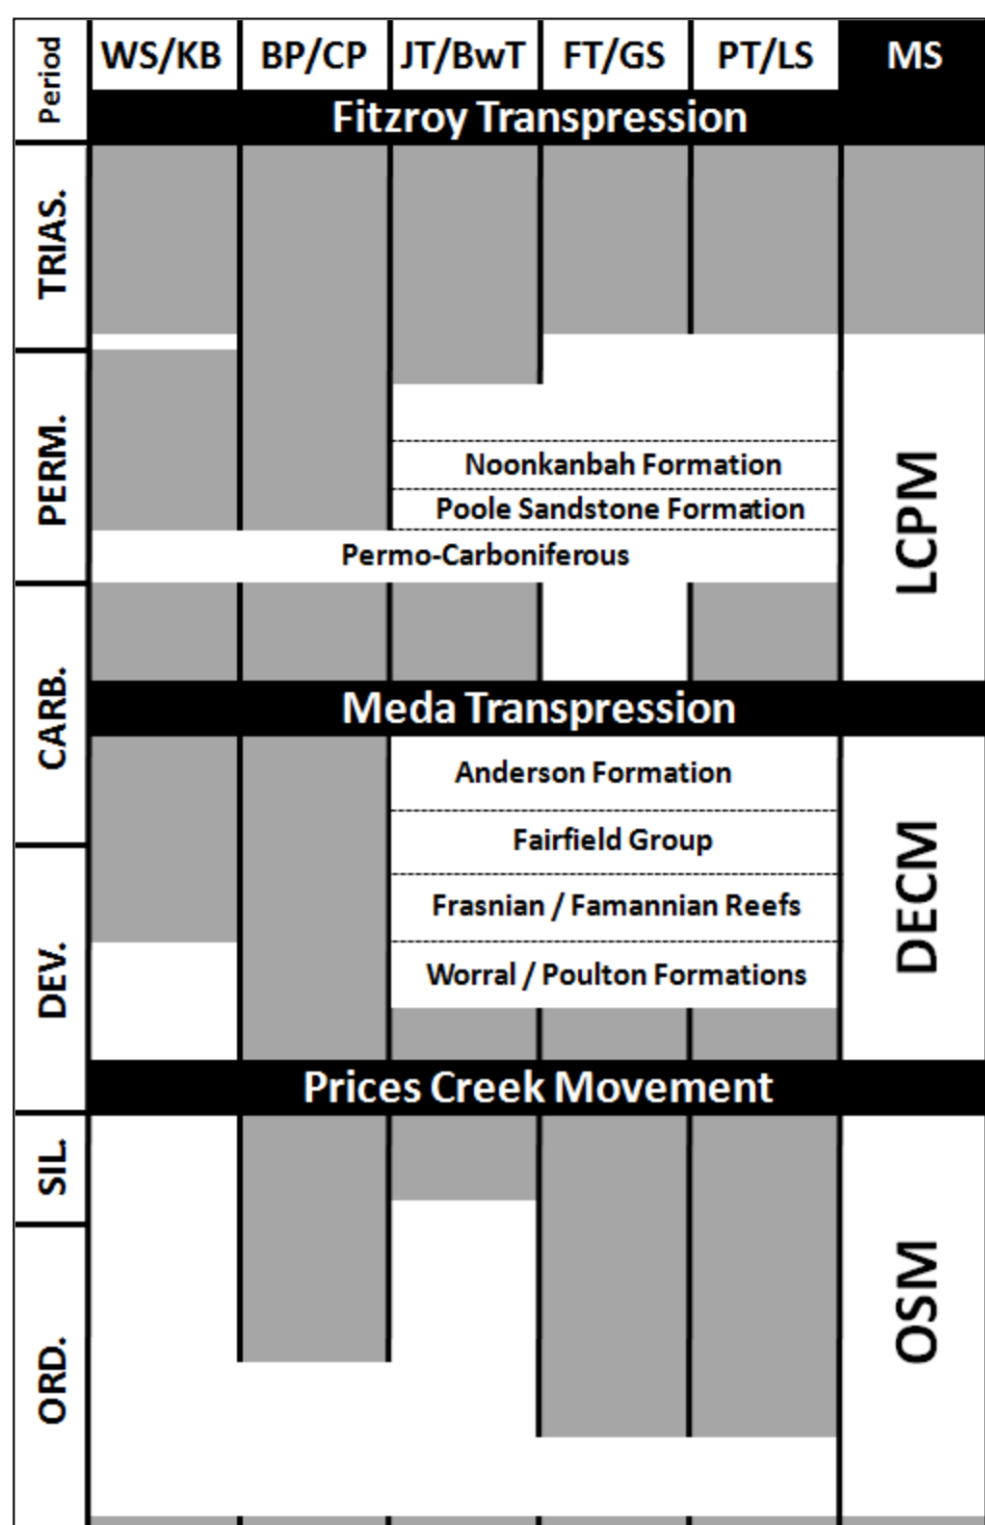 Period
WS/KB
BP/CP
JT/BwT
FT/GS
PT/LS
MS
Fitzroy Transpression
TRIAS.
PERM.
Noonkanbah Formation
Poole Sandstone Formation
Permo-Carboniferous
LCPM
CARB.
Meda Transpression
Anderson Formation
Fairfield Group
Frasnian / Famannian Reefs
Worral / Poulton Formations
DECM
DEV.
Prices Creek Movement
SIL.
ORD.
OSM